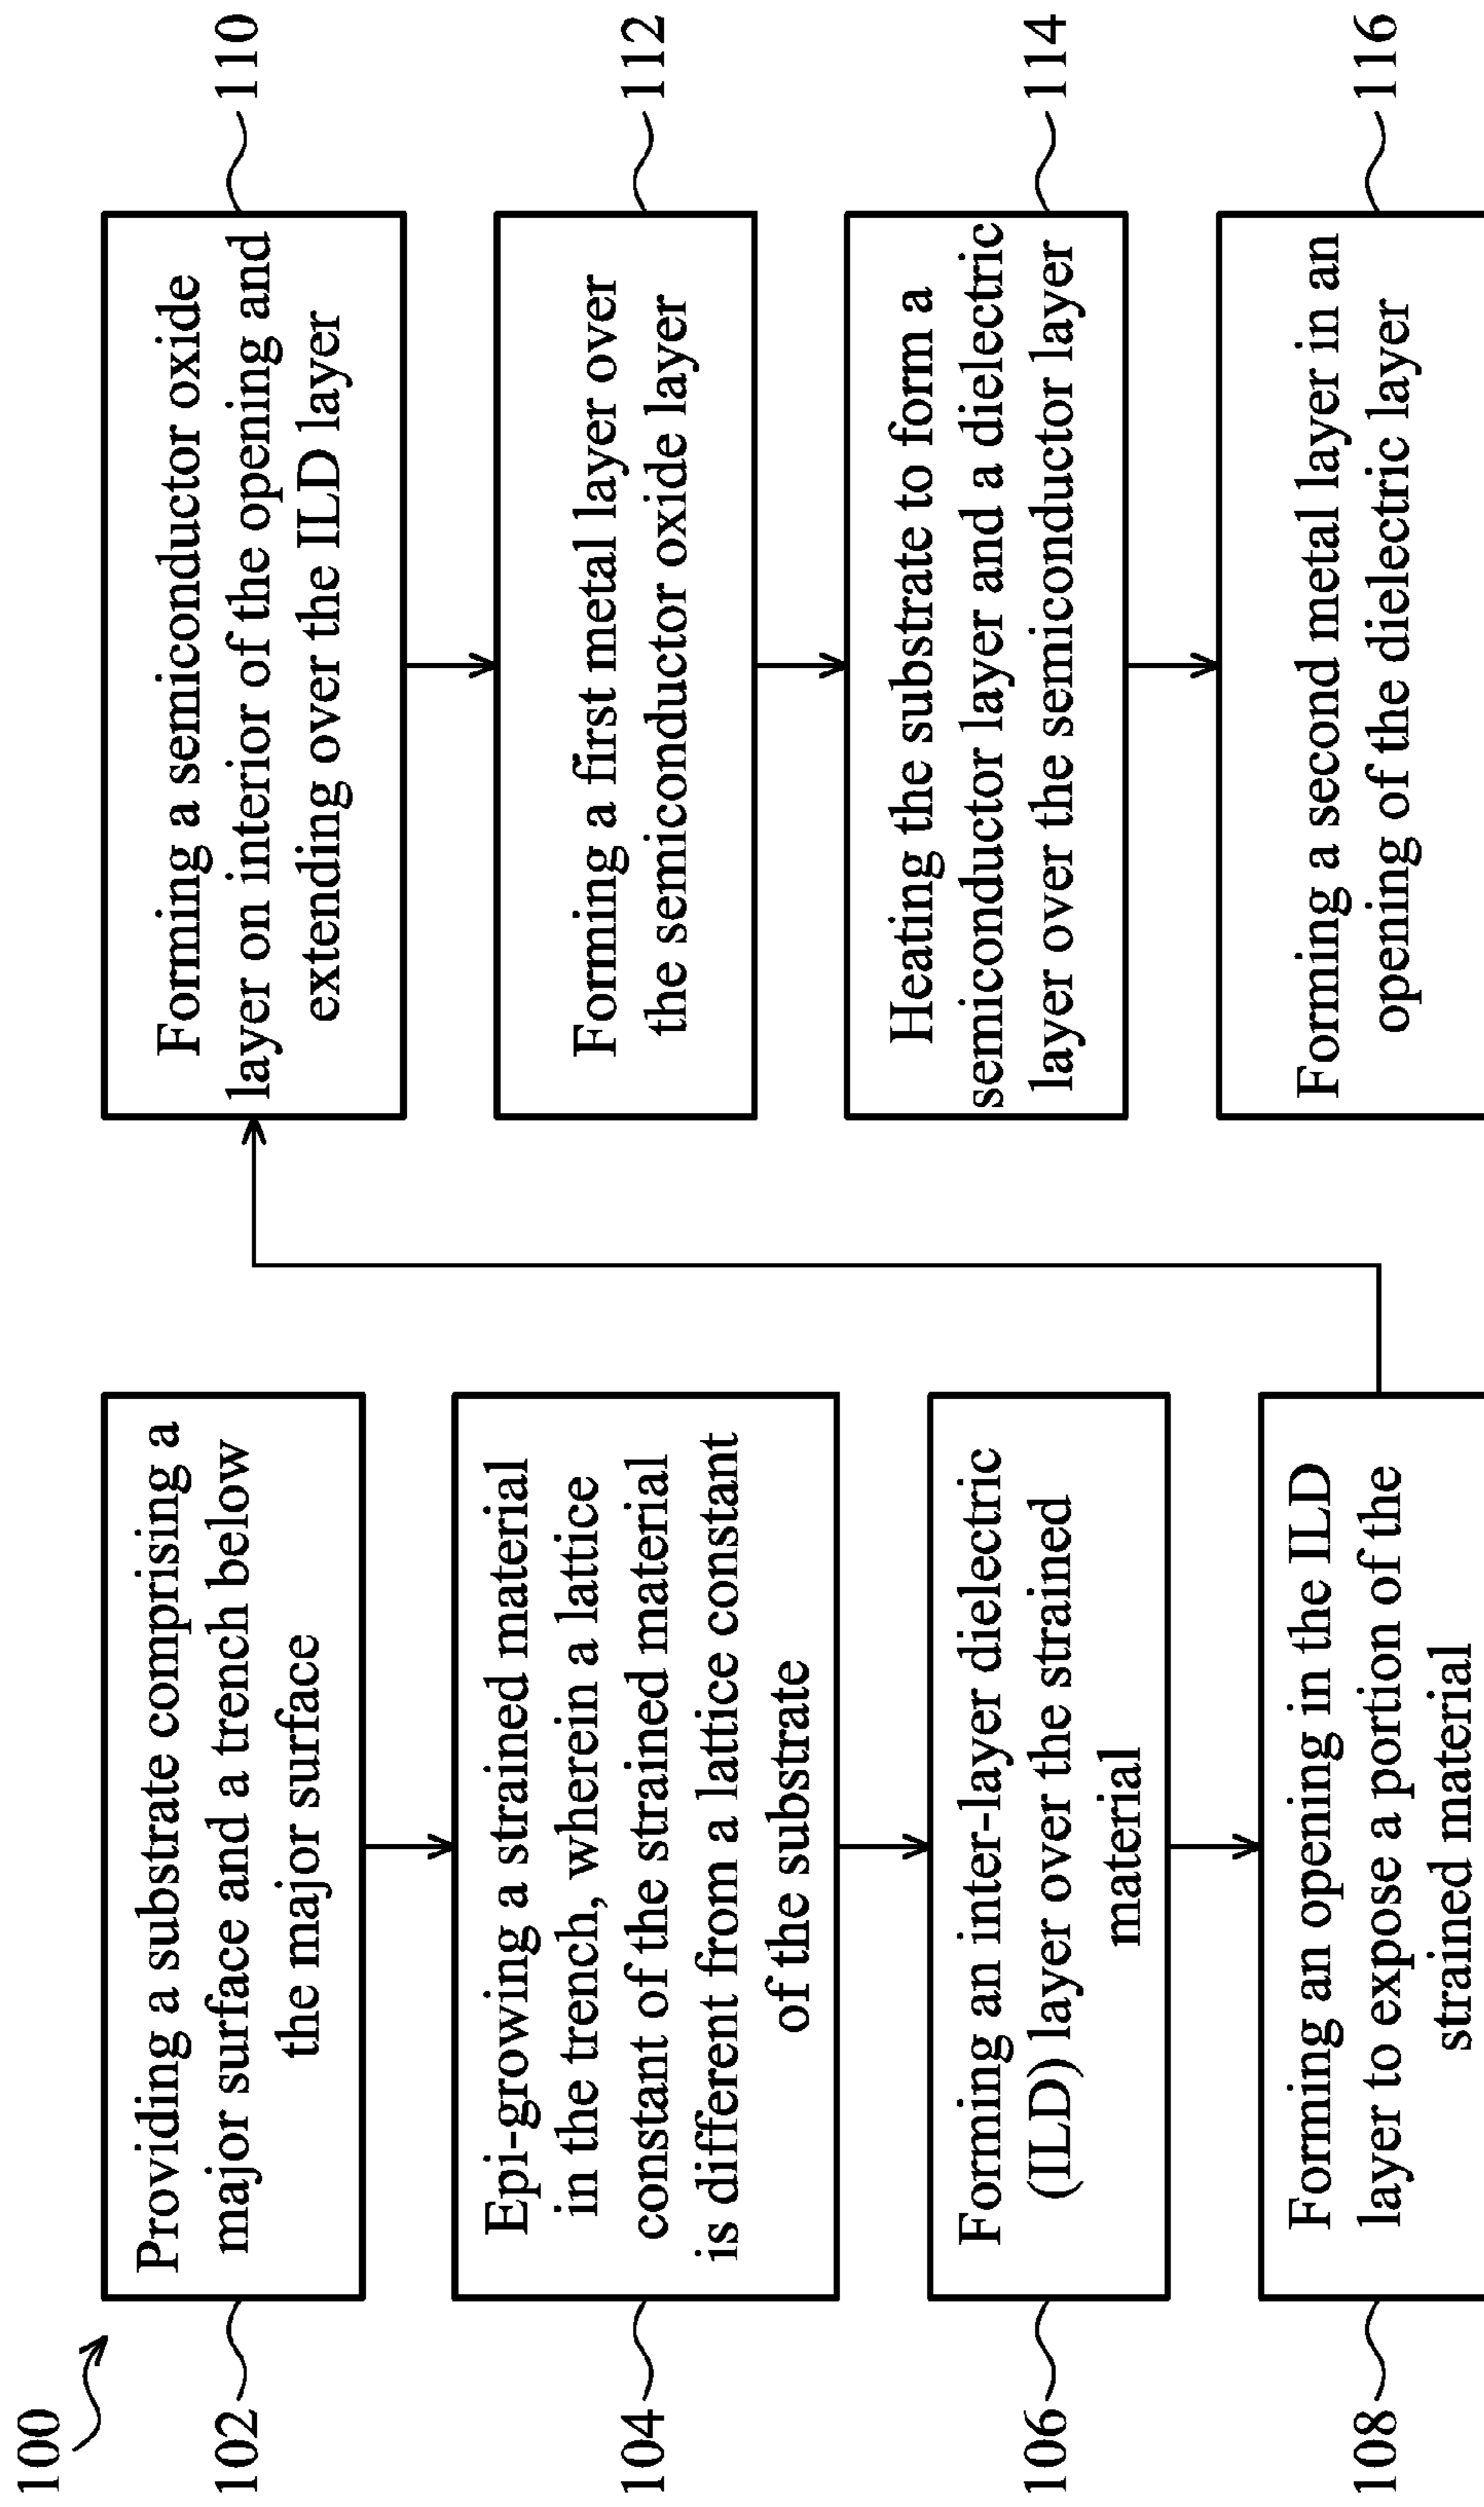 100
102
Providing a substrate comprising a
major surface and a trench below
the major surface
104
Epi-growing a strained material
in the trench, wherein a lattice
constant of the strained material
is different from a lattice constant
of the substrate
106
Forming an inter-layer dielectric
(ILD) layer over the strained
material
108
Forming an opening in the ILD
layer to expose a portion of the
strained material
Forming a semiconductor oxide
layer on interior of the opening and
extending over the ILD layer
110
Forming a first metal layer over
the semiconductor oxide layer
112
Heating the substrate to form a
semiconductor layer and a dielectric
layer over the semiconductor layer
114
Forming a second metal layer in an
opening of the dielectric layer
116